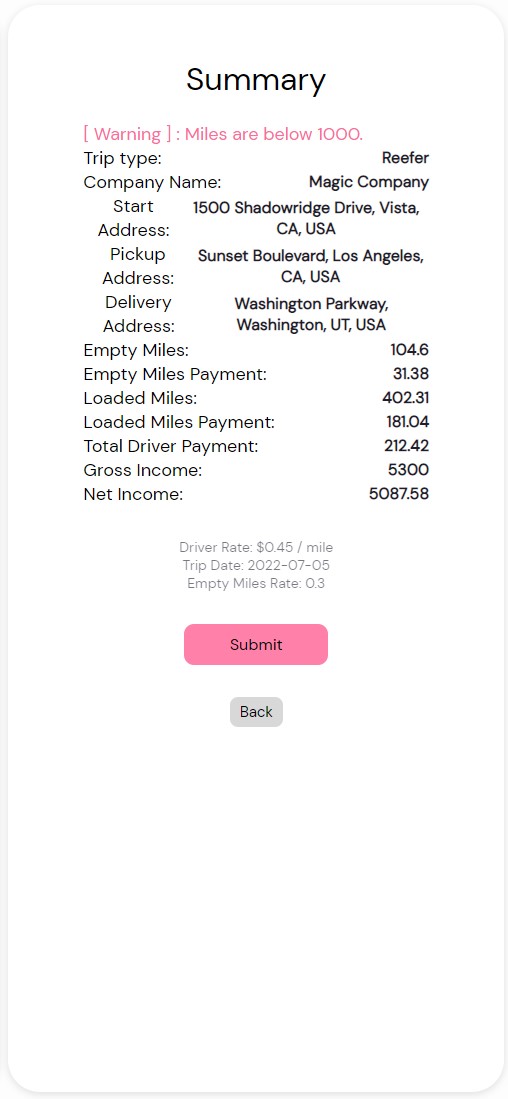 Summary
[ Warning ] : Miles are below 1000.
Trip type: Reefer
Company Name: Magic Company
Start Address: 1500 Shadowridge Drive, Vista, CA, USA
Pickup Address: Sunset Boulevard, Los Angeles, CA, USA
Delivery Address: Washington Parkway, Washington, UT, USA
Empty Miles: 104.6
Empty Miles Payment: 31.38
Loaded Miles: 402.31
Loaded Miles Payment: 181.04
Total Driver Payment: 212.42
Gross Income: 5300
Net Income: 5087.58
Driver Rate: $0.45 / mile
Trip Date: 2022-07-05
Empty Miles Rate: 0.3
Submit
Back